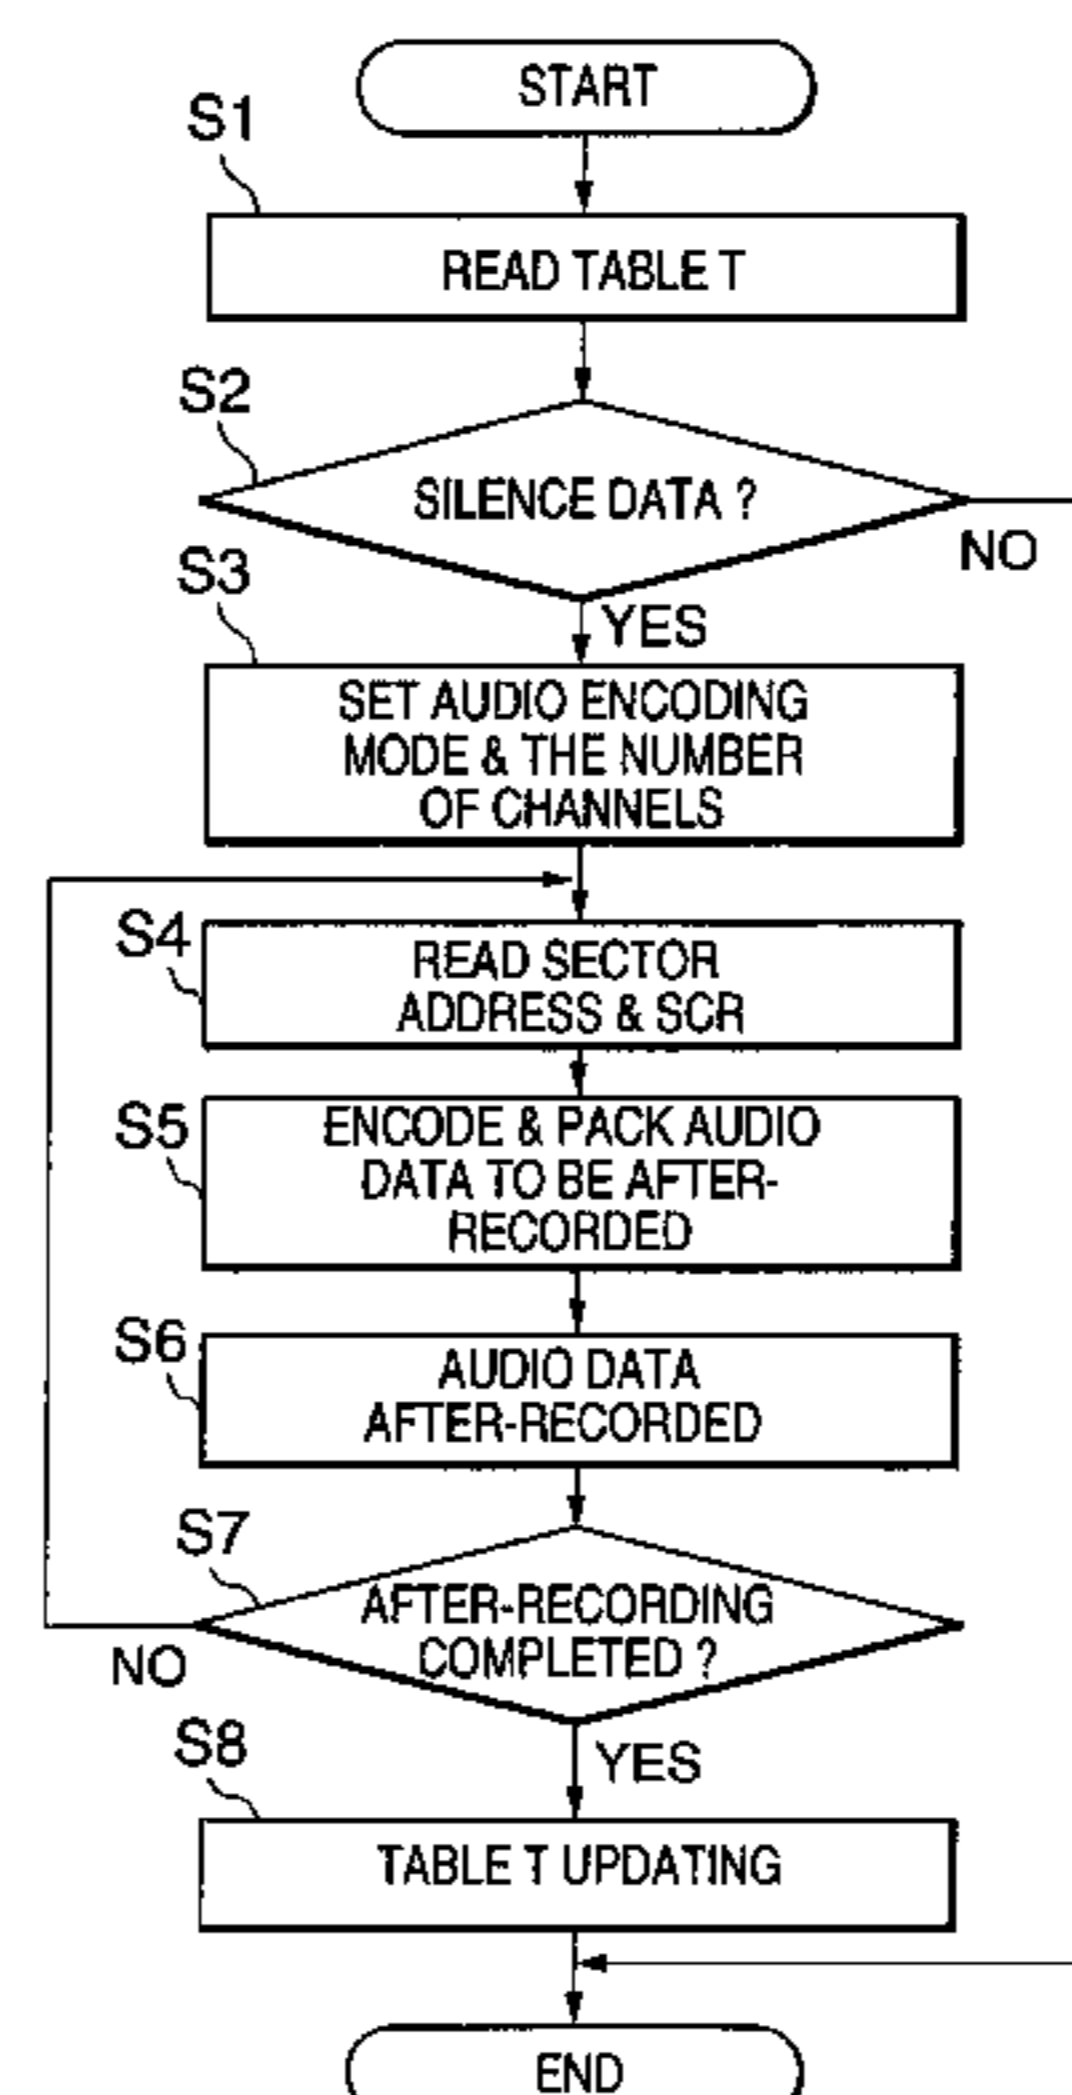 START
S1
READ TABLE T
S2
SILENCE DATA ?
NO
S3
YES
SET AUDIO ENCODING
MODE & THE NUMBER
OF CHANNELS
S4
READ SECTOR
ADDRESS & SCR
S5
ENCODE & PACK AUDIO
DATA TO BE AFTER-
RECORDED
S6
AUDIO DATA
AFTER-RECORDED
S7
AFTER-RECORDING
COMPLETED ?
NO
S8
YES
TABLE T UPDATING
END